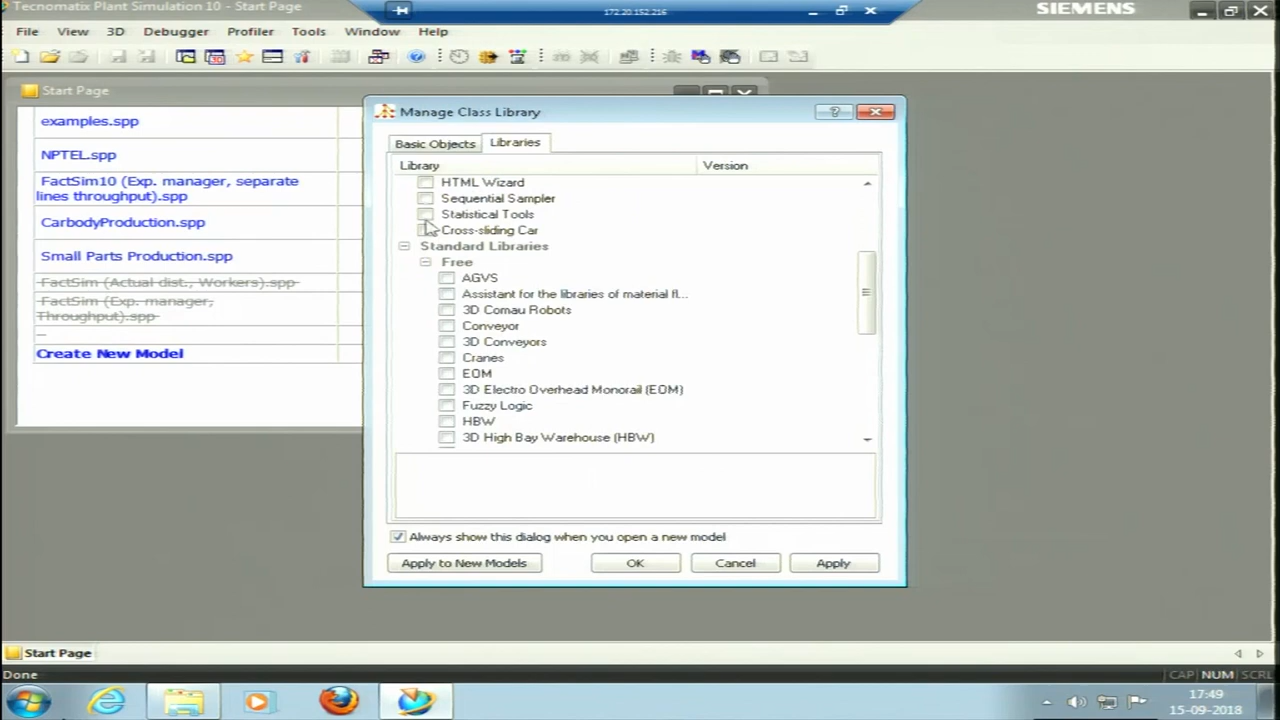 Tecnomatix Plant Simulation 10 - Start Page
172.20.152.216
SIEMENS
File View 3D Debugger Profiler Tools Window Help
Start Page
examples.spp
NPTEL.spp
FactSim10 (Exp. manager, separate
lines throughput).spp
CarbodyProduction.spp
Small Parts Production.spp
FactSim (Actual dist., Workers).spp
FactSim (Exp. manager,
Throughput).spp
Create New Model
Manage Class Library
Basic Objects Libraries
Library Version
HTML Wizard
Sequential Sampler
Statistical Tools
Cross-sliding Car
Standard Libraries
Free
AGVS
Assistant for the libraries of material fl...
3D Comau Robots
Conveyor
3D Conveyors
Cranes
EOM
3D Electro Overhead Monorail (EOM)
Fuzzy Logic
HBW
3D High Bay Warehouse (HBW)
Always show this dialog when you open a new model
Apply to New Models OK Cancel Apply
Start Page
Done
CAP NUM SCRL
17:49
15-09-2018